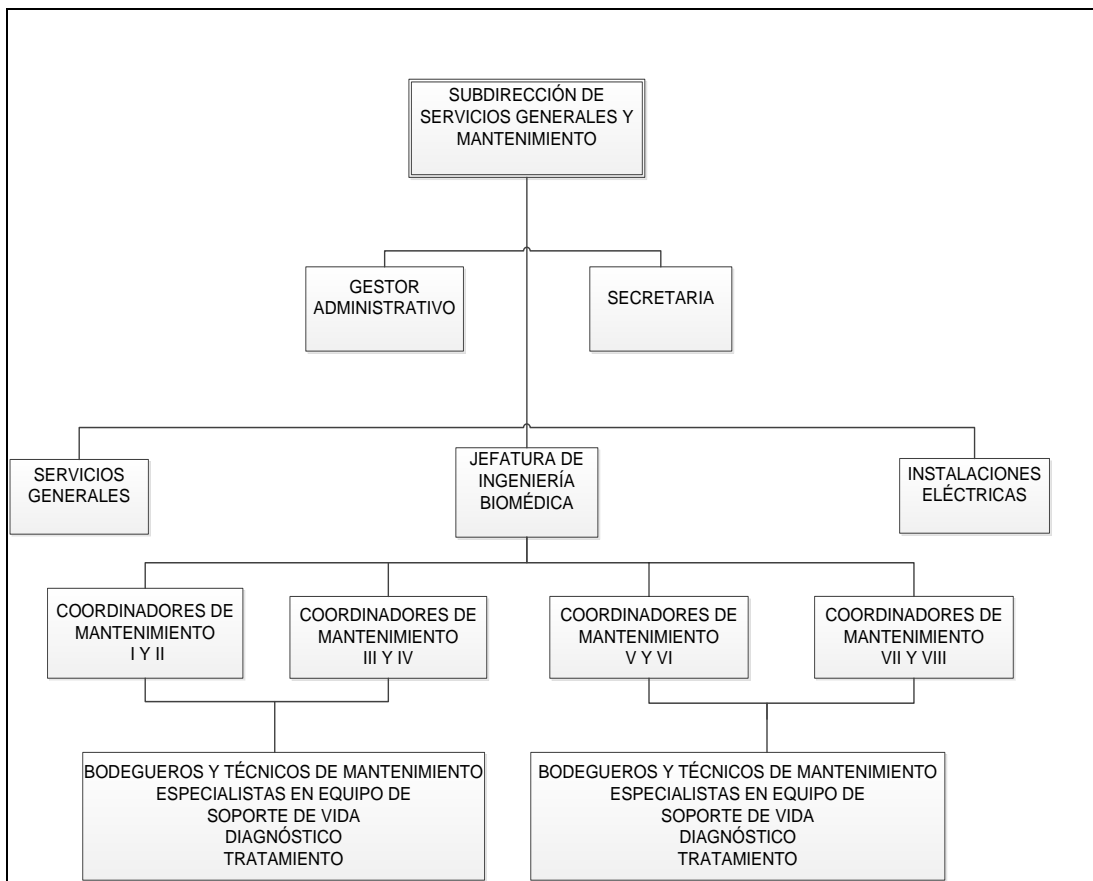 SUBDIRECCIÓN DE
SERVICIOS GENERALES Y
MANTENIMIENTO
GESTOR
ADMINISTRATIVO
SECRETARIA
SERVICIOS
GENERALES
JEFATURA DE
INGENIERÍA
BIOMÉDICA
INSTALACIONES
ELÉCTRICAS
COORDINADORES DE
MANTENIMIENTO
I Y II
COORDINADORES DE
MANTENIMIENTO
III Y IV
COORDINADORES DE
MANTENIMIENTO
V Y VI
COORDINADORES DE
MANTENIMIENTO
VII Y VIII
BODEGUEROS Y TÉCNICOS DE MANTENIMIENTO
ESPECIALISTAS EN EQUIPO DE
SOPORTE DE VIDA
DIAGNÓSTICO
TRATAMIENTO
BODEGUEROS Y TÉCNICOS DE MANTENIMIENTO
ESPECIALISTAS EN EQUIPO DE
SOPORTE DE VIDA
DIAGNÓSTICO
TRATAMIENTO